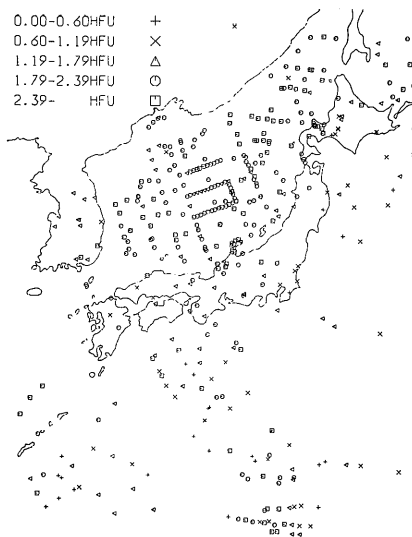 0.00-0.60HFU +
0.60-1.19HFU ×
1.19-1.79HFU △
1.79-2.39HFU ○
2.39- HFU □